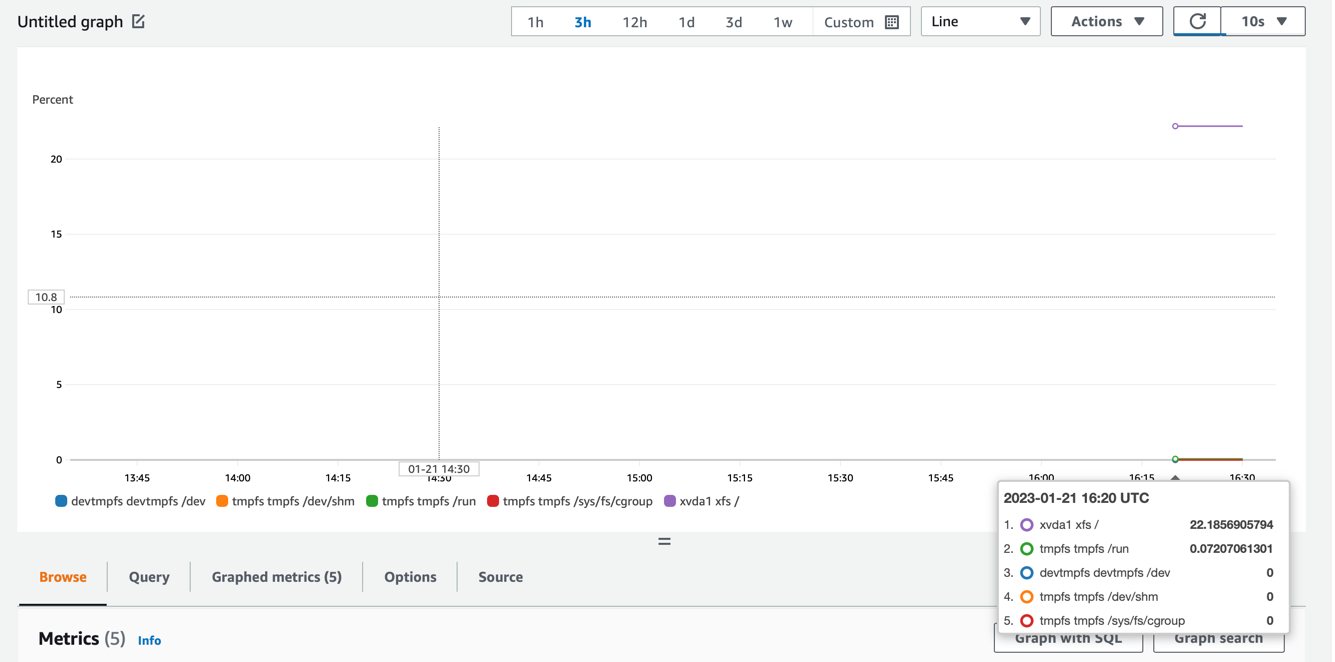 Untitled graph
1h 3h 12h 1d 3d 1w Custom Line Actions 10s
Percent
20
15
10.8
10
5
0
01-21 14:30
13:45 14:00 14:15 14:30 14:45 15:00 15:15 15:30 15:45 16:00 16:15 16:30
devtmpfs devtmpfs /dev tmpfs tmpfs /dev/shm tmpfs tmpfs /run tmpfs tmpfs /sys/fs/cgroup xvda1 xfs /
2023-01-21 16:20 UTC
1. xvda1 xfs / 22.1856905794
2. tmpfs tmpfs /run 0.07207061301
3. devtmpfs devtmpfs /dev 0
4. tmpfs tmpfs /dev/shm 0
5. tmpfs tmpfs /sys/fs/cgroup 0
Browse Query Graphed metrics (5) Options Source
Metrics (5) Info
Graph with SQL Graph search